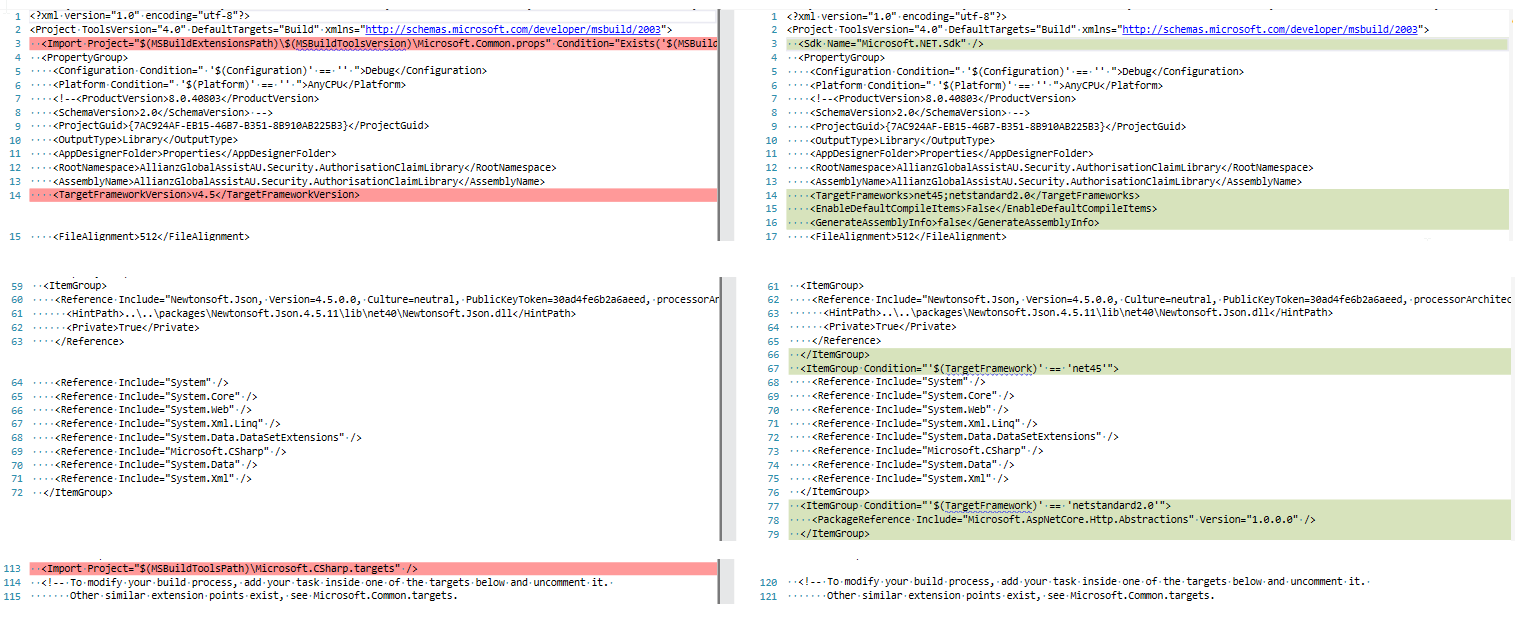 1 <?xml version="1.0" encoding="utf-8"?>
2 <Project ToolsVersion="4.0" DefaultTargets="Build" xmlns="http://schemas.microsoft.com/developer/msbuild/2003">
3 <Import Project="$(MSBuildExtensionsPath)\$(MSBuildToolsVersion)\Microsoft.Common.props" Condition="Exists('$(MSBuild
4 <PropertyGroup>
5 <Configuration Condition=" '$(Configuration)' == '' ">Debug</Configuration>
6 <Platform Condition=" '$(Platform)' == '' ">AnyCPU</Platform>
7 <!--<ProductVersion>8.0.40803</ProductVersion>
8 <SchemaVersion>2.0</SchemaVersion> -->
9 <ProjectGuid>{7AC924AF-EB15-46B7-B351-8B910AB225B3}</ProjectGuid>
10 <OutputType>Library</OutputType>
11 <AppDesignerFolder>Properties</AppDesignerFolder>
12 <RootNamespace>AllianzGlobalAssistAU.Security.AuthorisationClaimLibrary</RootNamespace>
13 <AssemblyName>AllianzGlobalAssistAU.Security.AuthorisationClaimLibrary</AssemblyName>
14 <TargetFrameworkVersion>v4.5</TargetFrameworkVersion>
15 <FileAlignment>512</FileAlignment>
59 <ItemGroup>
60 <Reference Include="Newtonsoft.Json, Version=4.5.0.0, Culture=neutral, PublicKeyToken=30ad4fe6b2a6aeed, processorAr
61 <HintPath>..\..\packages\Newtonsoft.Json.4.5.11\lib\net40\Newtonsoft.Json.dll</HintPath>
62 <Private>True</Private>
63 </Reference>
64 <Reference Include="System" />
65 <Reference Include="System.Core" />
66 <Reference Include="System.Web" />
67 <Reference Include="System.Xml.Linq" />
68 <Reference Include="System.Data.DataSetExtensions" />
69 <Reference Include="Microsoft.CSharp" />
70 <Reference Include="System.Data" />
71 <Reference Include="System.Xml" />
72 </ItemGroup>
113 <Import Project="$(MSBuildToolsPath)\Microsoft.CSharp.targets" />
114 <!-- To modify your build process, add your task inside one of the targets below and uncomment it.
115 Other similar extension points exist, see Microsoft.Common.targets.
1 <?xml version="1.0" encoding="utf-8"?>
2 <Project ToolsVersion="4.0" DefaultTargets="Build" xmlns="http://schemas.microsoft.com/developer/msbuild/2003">
3 <Sdk Name="Microsoft.NET.Sdk" />
4 <PropertyGroup>
5 <Configuration Condition=" '$(Configuration)' == '' ">Debug</Configuration>
6 <Platform Condition=" '$(Platform)' == '' ">AnyCPU</Platform>
7 <!--<ProductVersion>8.0.40803</ProductVersion>
8 <SchemaVersion>2.0</SchemaVersion> -->
9 <ProjectGuid>{7AC924AF-EB15-46B7-B351-8B910AB225B3}</ProjectGuid>
10 <OutputType>Library</OutputType>
11 <AppDesignerFolder>Properties</AppDesignerFolder>
12 <RootNamespace>AllianzGlobalAssistAU.Security.AuthorisationClaimLibrary</RootNamespace>
13 <AssemblyName>AllianzGlobalAssistAU.Security.AuthorisationClaimLibrary</AssemblyName>
14 <TargetFrameworks>net45;netstandard2.0</TargetFrameworks>
15 <EnableDefaultCompileItems>False</EnableDefaultCompileItems>
16 <GenerateAssemblyInfo>false</GenerateAssemblyInfo>
17 <FileAlignment>512</FileAlignment>
61 <ItemGroup>
62 <Reference Include="Newtonsoft.Json, Version=4.5.0.0, Culture=neutral, PublicKeyToken=30ad4fe6b2a6aeed, processorArchitec
63 <HintPath>..\..\packages\Newtonsoft.Json.4.5.11\lib\net40\Newtonsoft.Json.dll</HintPath>
64 <Private>True</Private>
65 </Reference>
66 </ItemGroup>
67 <ItemGroup Condition="'$(TargetFramework)' == 'net45'">
68 <Reference Include="System" />
69 <Reference Include="System.Core" />
70 <Reference Include="System.Web" />
71 <Reference Include="System.Xml.Linq" />
72 <Reference Include="System.Data.DataSetExtensions" />
73 <Reference Include="Microsoft.CSharp" />
74 <Reference Include="System.Data" />
75 <Reference Include="System.Xml" />
76 </ItemGroup>
77 <ItemGroup Condition="'$(TargetFramework)' == 'netstandard2.0'">
78 <PackageReference Include="Microsoft.AspNetCore.Http.Abstractions" Version="1.0.0.0" />
79 </ItemGroup>
120 <!-- To modify your build process, add your task inside one of the targets below and uncomment it.
121 Other similar extension points exist, see Microsoft.Common.targets.